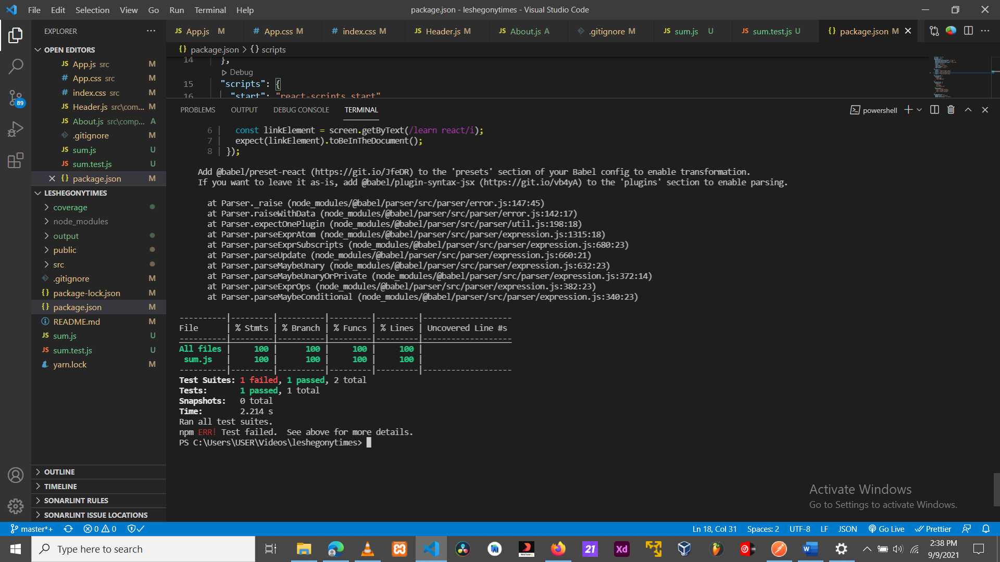 File Edit Selection View Go Run Terminal Help
package.json - leshegonytimes - Visual Studio Code
EXPLORER
OPEN EDITORS
JS App.js src M
# App.css src M
# index.css src M
JS Header.js src\com... M
JS About.js src\comp... A
.gitignore M
JS sum.js U
JS sum.test.js U
{} package.json M
LESHEGONYTIMES
coverage
node_modules
output
public
src
.gitignore M
{} package-lock.json M
{} package.json M
README.md M
JS sum.js U
JS sum.test.js U
yarn.lock M
OUTLINE
TIMELINE
SONARLINT RULES
SONARLINT ISSUE LOCATIONS
89
JS App.js M # App.css M # index.css M JS Header.js M JS About.js A .gitignore M JS sum.js U JS sum.test.js U {} package.json M
{} package.json > {} scripts
14 },
Debug
15 "scripts": {
16 "start": "react-scripts start"
PROBLEMS OUTPUT DEBUG CONSOLE TERMINAL
powershell
6 | const linkElement = screen.getByText(/learn react/i);
7 | expect(linkElement).toBeInTheDocument();
8 | });
Add @babel/preset-react (https://git.io/JfeDR) to the 'presets' section of your Babel config to enable transformation.
If you want to leave it as-is, add @babel/plugin-syntax-jsx (https://git.io/vb4yA) to the 'plugins' section to enable parsing.
at Parser._raise (node_modules/@babel/parser/src/parser/error.js:147:45)
at Parser.raiseWithData (node_modules/@babel/parser/src/parser/error.js:142:17)
at Parser.expectOnePlugin (node_modules/@babel/parser/src/parser/util.js:198:18)
at Parser.parseExprAtom (node_modules/@babel/parser/src/parser/expression.js:1315:18)
at Parser.parseExprSubscripts (node_modules/@babel/parser/src/parser/expression.js:680:23)
at Parser.parseUpdate (node_modules/@babel/parser/src/parser/expression.js:660:21)
at Parser.parseMaybeUnary (node_modules/@babel/parser/src/parser/expression.js:632:23)
at Parser.parseMaybeUnaryOrPrivate (node_modules/@babel/parser/src/parser/expression.js:372:14)
at Parser.parseExprOps (node_modules/@babel/parser/src/parser/expression.js:382:23)
at Parser.parseMaybeConditional (node_modules/@babel/parser/src/parser/expression.js:340:23)
----------|---------|----------|---------|---------|-------------------
File | % Stmts | % Branch | % Funcs | % Lines | Uncovered Line #s
----------|---------|----------|---------|---------|-------------------
All files | 100 | 100 | 100 | 100 |
sum.js | 100 | 100 | 100 | 100 |
----------|---------|----------|---------|---------|-------------------
Test Suites: 1 failed, 1 passed, 2 total
Tests: 1 passed, 1 total
Snapshots: 0 total
Time: 2.214 s
Ran all test suites.
npm ERR! Test failed. See above for more details.
PS C:\Users\USER\Videos\leshegonytimes>
Activate Windows
Go to Settings to activate Windows.
master*+ 0 0 Ln 18, Col 31 Spaces: 2 UTF-8 LF JSON Go Live Prettier
Type here to search
21
Xd
W
2:38 PM
9/9/2021